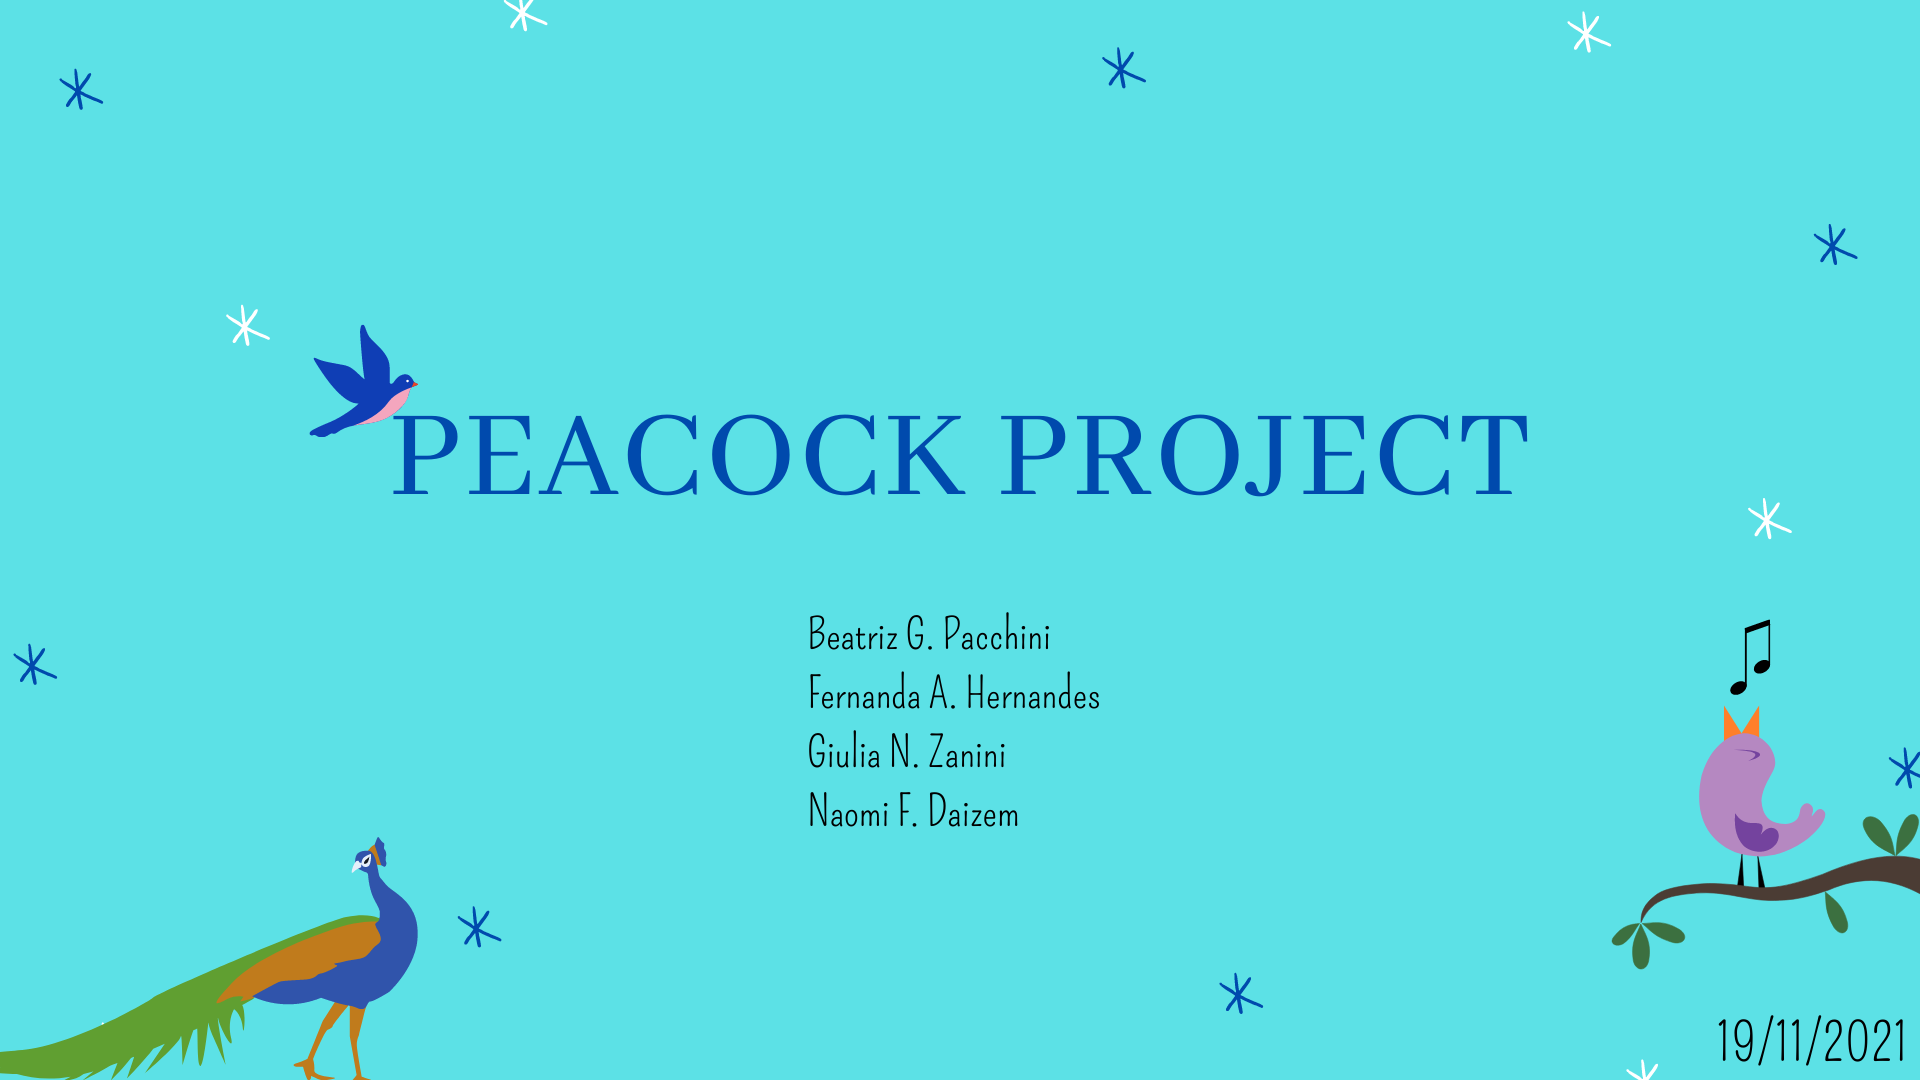 PEACOCK PROJECT
Beatriz G. Pacchini
Fernanda A. Hernandes
Giulia N. Zanini
Naomi F. Daizem
19/11/2021